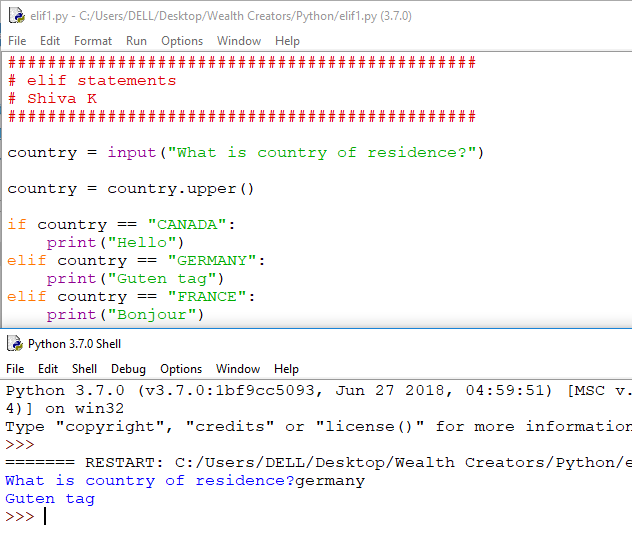 elif1.py - C:/Users/DELL/Desktop/Wealth Creators/Python/elif1.py (3.7.0)
File Edit Format Run Options Window Help
###############################################
# elif statements
# Shiva K
###############################################
country = input("What is country of residence?")
country = country.upper()
if country == "CANADA":
    print("Hello")
elif country == "GERMANY":
    print("Guten tag")
elif country == "FRANCE":
    print("Bonjour")
Python 3.7.0 Shell
File Edit Shell Debug Options Window Help
Python 3.7.0 (v3.7.0:1bf9cc5093, Jun 27 2018, 04:59:51) [MSC v.
4)] on win32
Type "copyright", "credits" or "license()" for more information
>>>
======= RESTART: C:/Users/DELL/Desktop/Wealth Creators/Python/e
What is country of residence?germany
Guten tag
>>>